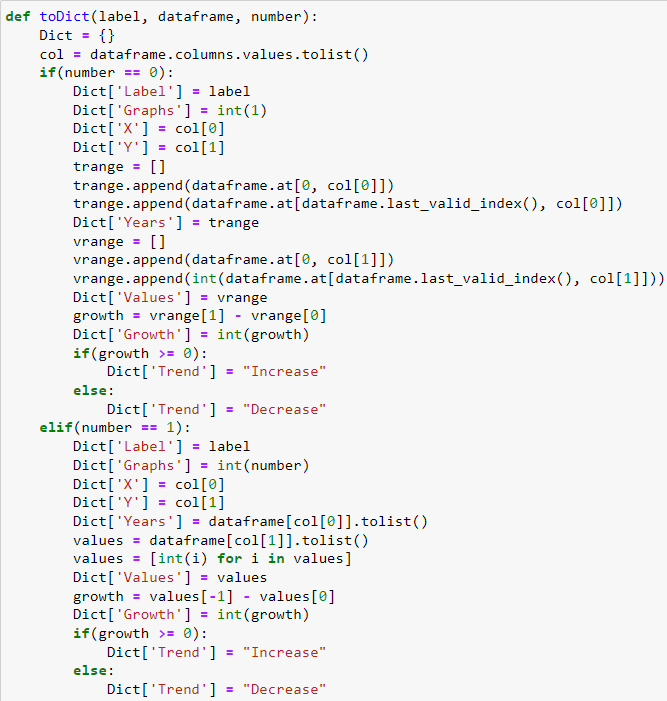 def toDict(label, dataframe, number):
    Dict = {}
    col = dataframe.columns.values.tolist()
    if(number == 0):
        Dict['Label'] = label
        Dict['Graphs'] = int(1)
        Dict['X'] = col[0]
        Dict['Y'] = col[1]
        trange = []
        trange.append(dataframe.at[0, col[0]])
        trange.append(dataframe.at[dataframe.last_valid_index(), col[0]])
        Dict['Years'] = trange
        vrange = []
        vrange.append(dataframe.at[0, col[1]])
        vrange.append(int(dataframe.at[dataframe.last_valid_index(), col[1]]))
        Dict['Values'] = vrange
        growth = vrange[1] - vrange[0]
        Dict['Growth'] = int(growth)
        if(growth >= 0):
            Dict['Trend'] = "Increase"
        else:
            Dict['Trend'] = "Decrease"
    elif(number == 1):
        Dict['Label'] = label
        Dict['Graphs'] = int(number)
        Dict['X'] = col[0]
        Dict['Y'] = col[1]
        Dict['Years'] = dataframe[col[0]].tolist()
        values = dataframe[col[1]].tolist()
        values = [int(i) for i in values]
        Dict['Values'] = values
        growth = values[-1] - values[0]
        Dict['Growth'] = int(growth)
        if(growth >= 0):
            Dict['Trend'] = "Increase"
        else:
            Dict['Trend'] = "Decrease"